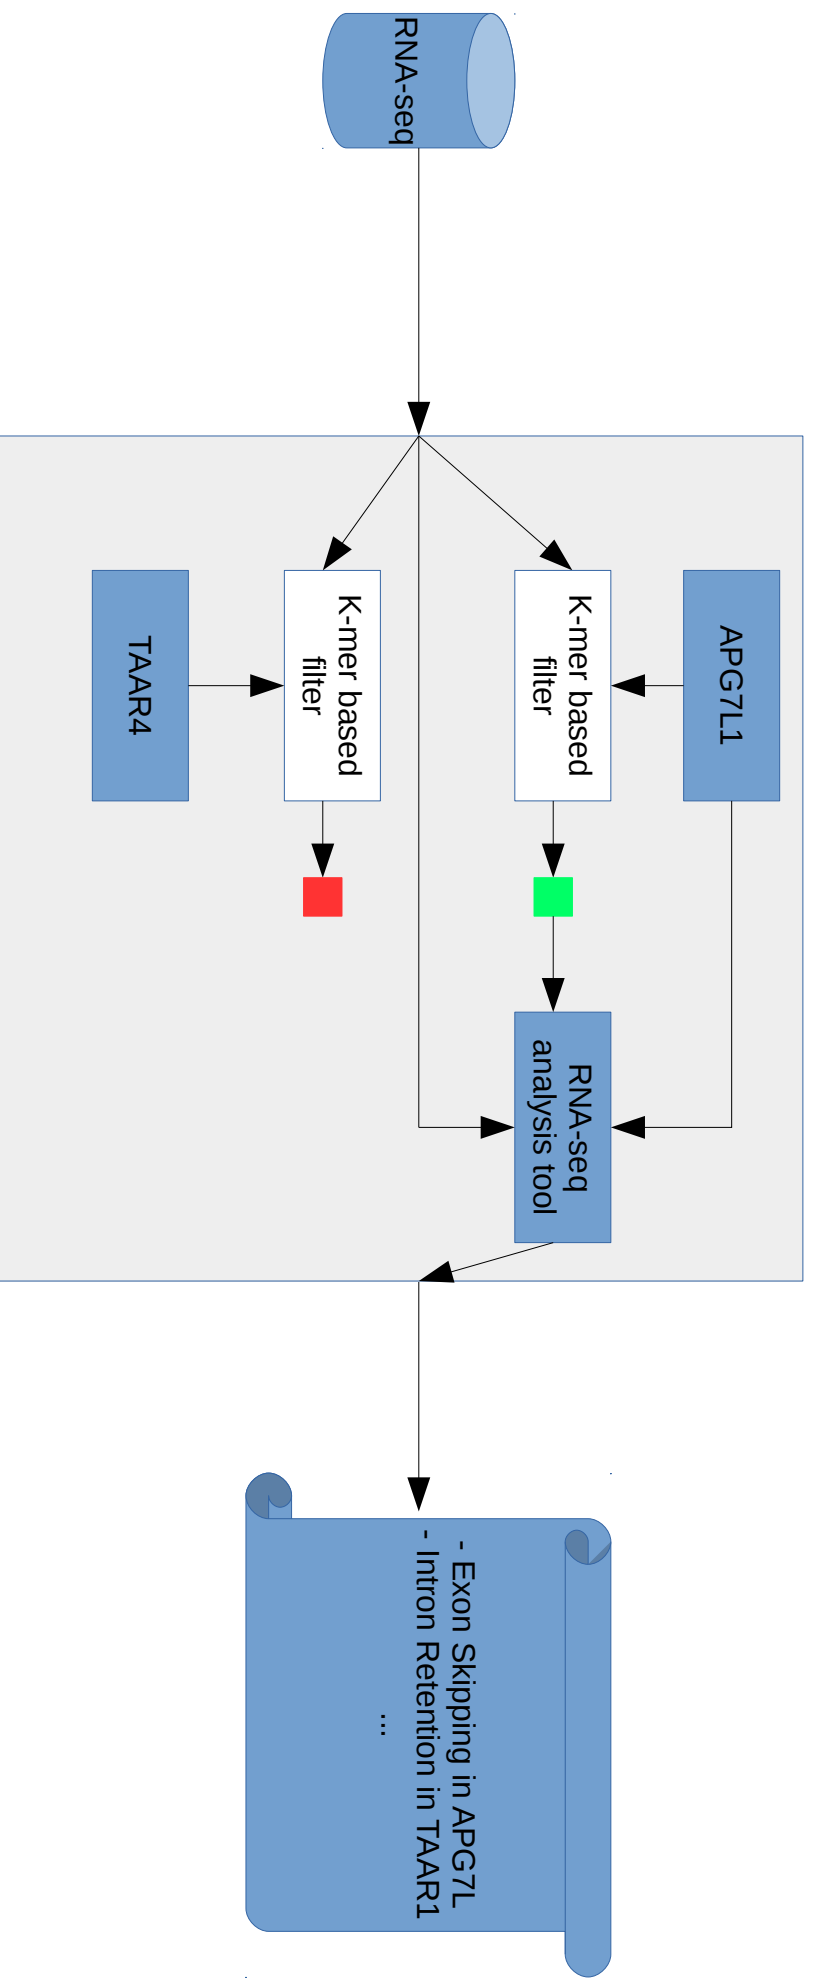 RNA-seq
APG7L1
K-mer based
filter
K-mer based
filter
TAAR4
RNA-seq
analysis tool
- Exon Skipping in APG7L
- Intron Retention in TAAR1
...